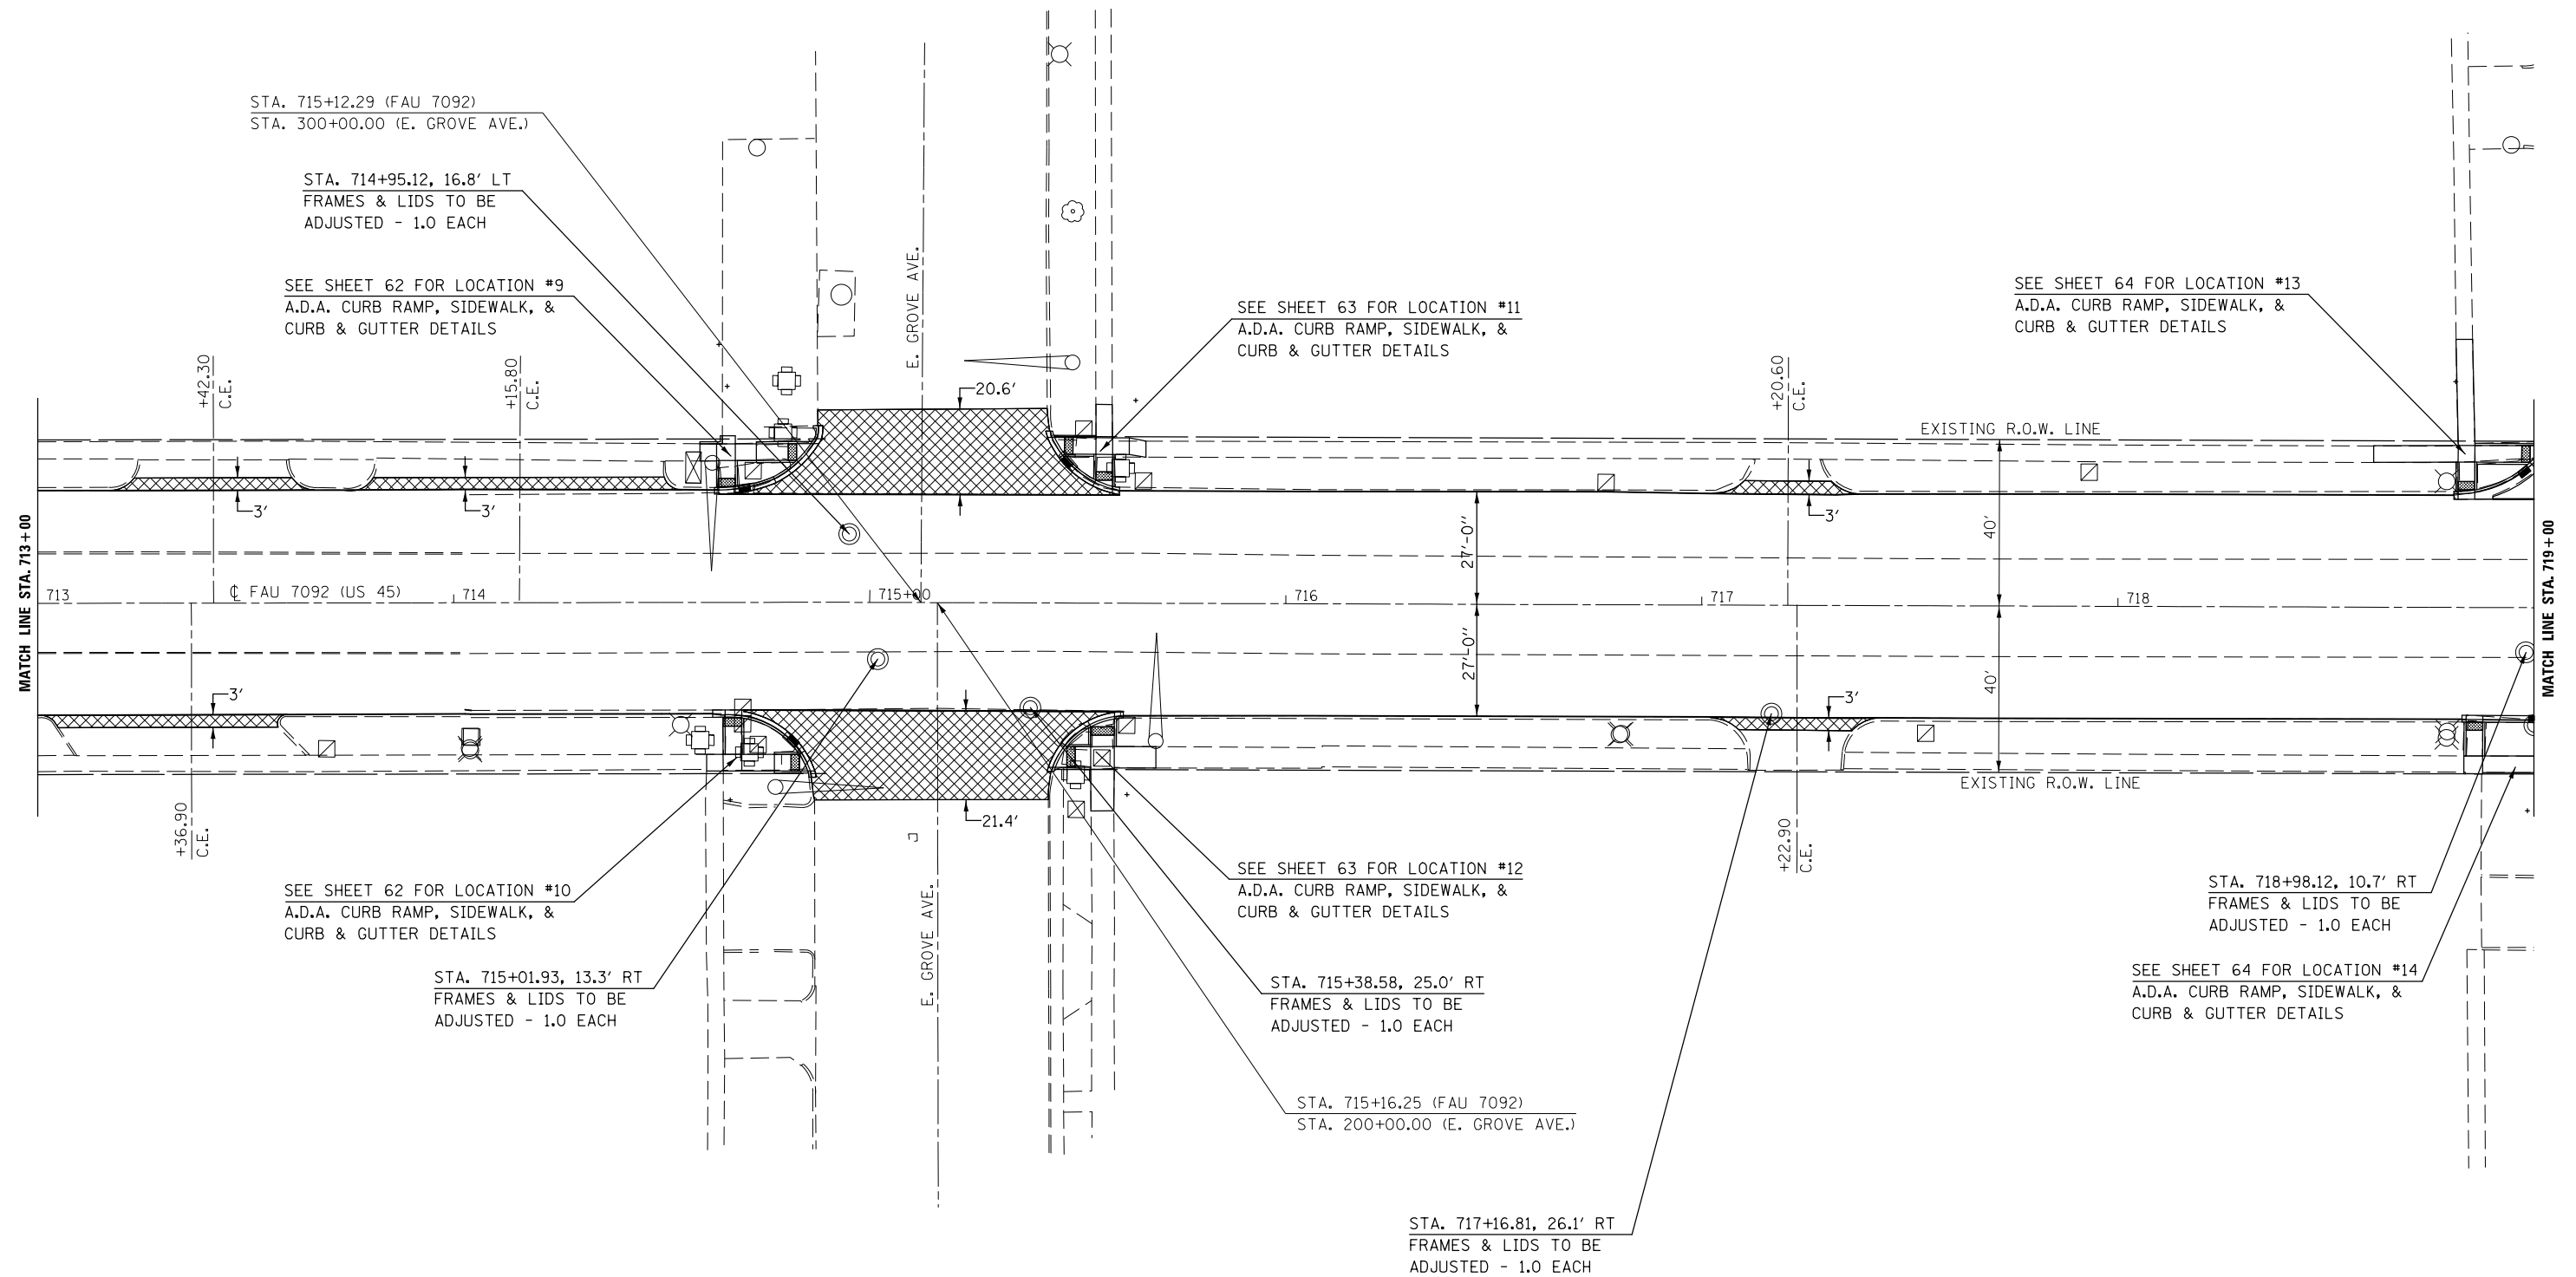 STA. 715+12.29 (FAU 7092)
STA. 300+00.00 (E. GROVE AVE.)
STA. 714+95.12, 16.8' LT
FRAMES & LIDS TO BE
ADJUSTED - 1.0 EACH
SEE SHEET 62 FOR LOCATION #9
A.D.A. CURB RAMP, SIDEWALK, &
CURB & GUTTER DETAILS
E. GROVE AVE.
SEE SHEET 63 FOR LOCATION #11
A.D.A. CURB RAMP, SIDEWALK, &
CURB & GUTTER DETAILS
SEE SHEET 64 FOR LOCATION #13
A.D.A. CURB RAMP, SIDEWALK, &
CURB & GUTTER DETAILS
+42.30
C.E.
+15.80
C.E.
20.6'
+20.60
C.E.
EXISTING R.O.W. LINE
3'
3'
3'
MATCH LINE STA. 713+00
27'-0"
40'
MATCH LINE STA. 719+00
713
℄ FAU 7092 (US 45)
714
715+00
716
717
718
27'-0"
40'
3'
3'
EXISTING R.O.W. LINE
+36.90
C.E.
21.4'
+22.90
C.E.
E. GROVE AVE.
SEE SHEET 62 FOR LOCATION #10
A.D.A. CURB RAMP, SIDEWALK, &
CURB & GUTTER DETAILS
SEE SHEET 63 FOR LOCATION #12
A.D.A. CURB RAMP, SIDEWALK, &
CURB & GUTTER DETAILS
STA. 718+98.12, 10.7' RT
FRAMES & LIDS TO BE
ADJUSTED - 1.0 EACH
STA. 715+01.93, 13.3' RT
FRAMES & LIDS TO BE
ADJUSTED - 1.0 EACH
STA. 715+38.58, 25.0' RT
FRAMES & LIDS TO BE
ADJUSTED - 1.0 EACH
SEE SHEET 64 FOR LOCATION #14
A.D.A. CURB RAMP, SIDEWALK, &
CURB & GUTTER DETAILS
STA. 715+16.25 (FAU 7092)
STA. 200+00.00 (E. GROVE AVE.)
STA. 717+16.81, 26.1' RT
FRAMES & LIDS TO BE
ADJUSTED - 1.0 EACH